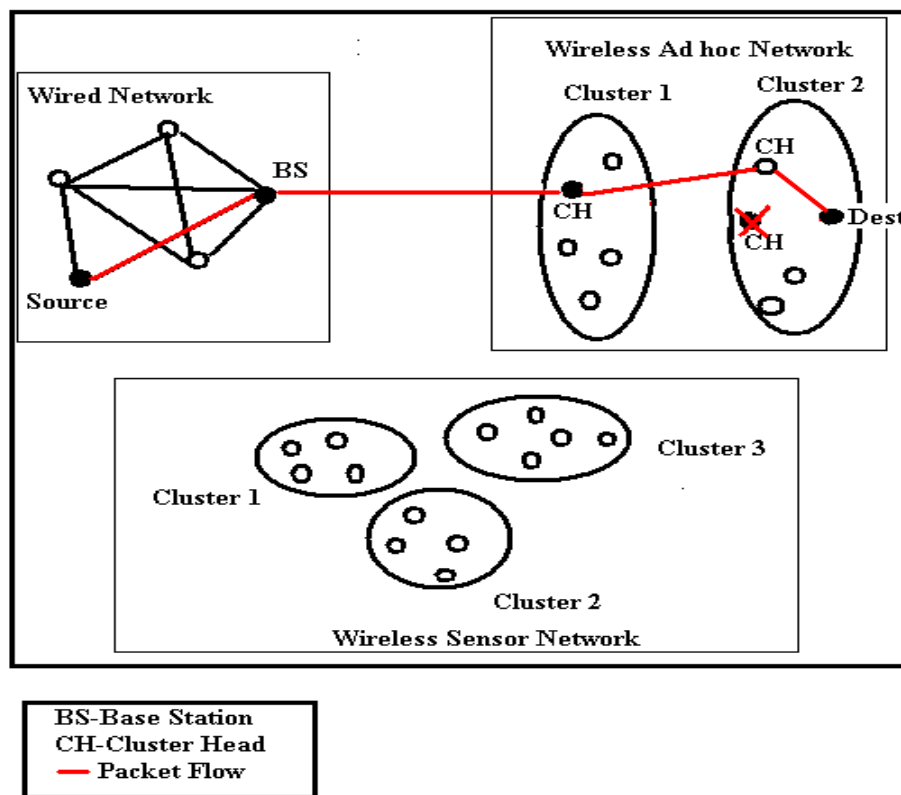 Wireless Ad hoc Network
Wired Network
Cluster 1
Cluster 2
BS
CH
CH
Dest
CH
Source
Cluster 3
Cluster 1
Cluster 2
Wireless Sensor Network
BS-Base Station
CH-Cluster Head
Packet Flow